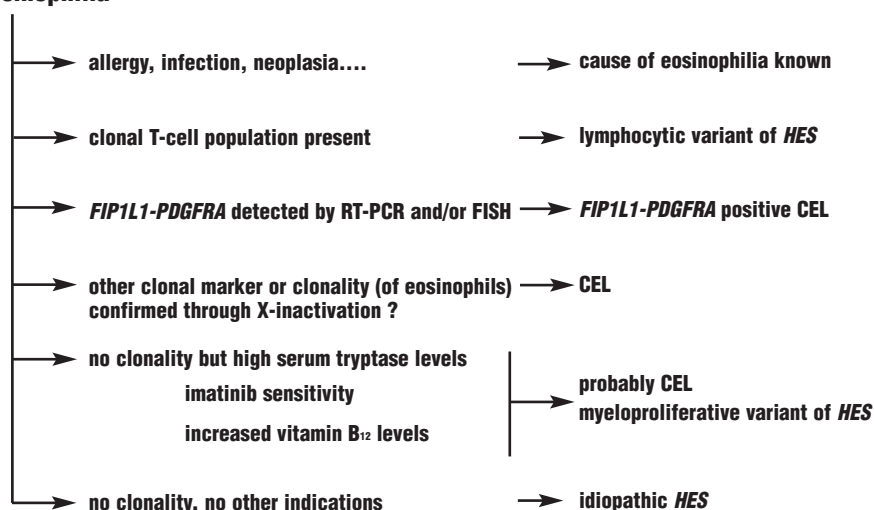 allergy, infection, neoplasia.... cause of eosinophilia known
clonal T-cell population present lymphocytic variant of HES
FIP1L1-PDGFRA detected by RT-PCR and/or FISH FIP1L1-PDGFRA positive CEL
other clonal marker or clonality (of eosinophils) CEL
confirmed through X-inactivation ?
no clonality but high serum tryptase levels
imatinib sensitivity
increased vitamin B12 levels
probably CEL
myeloproliferative variant of HES
no clonality, no other indications idiopathic HES